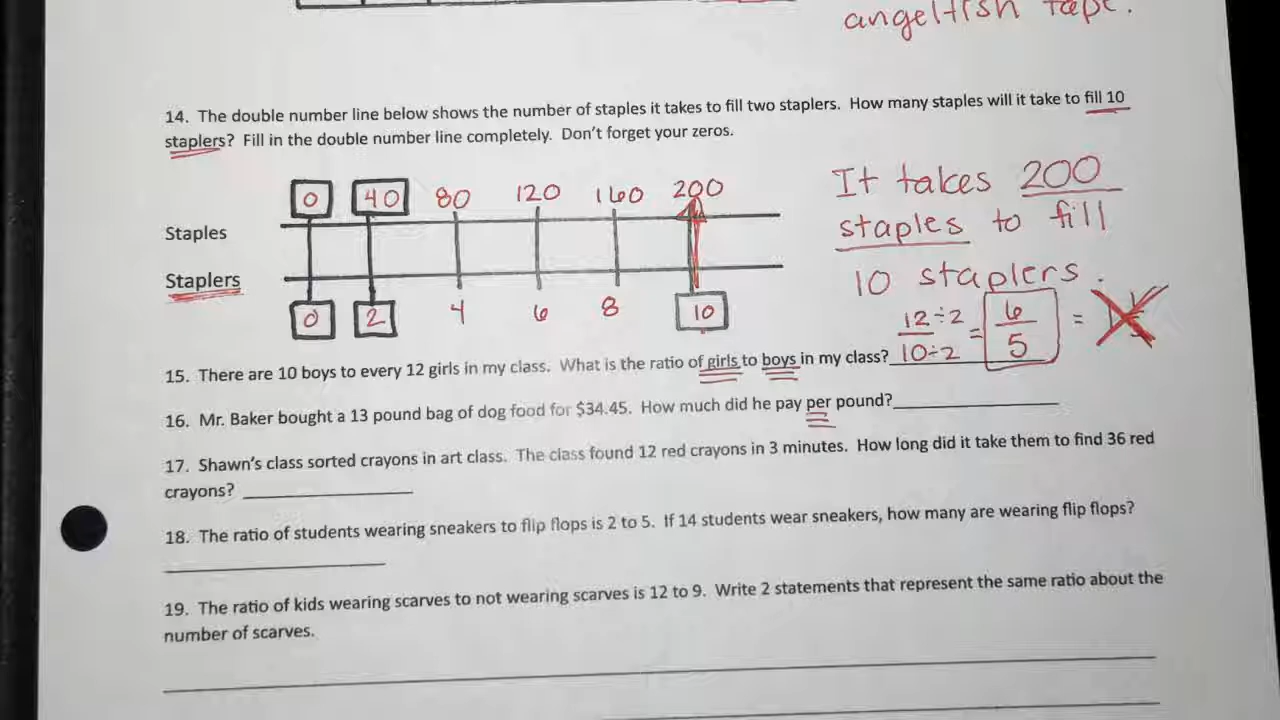 angelfish tape.
14. The double number line below shows the number of staples it takes to fill two staplers. How many staples will it take to fill 10
staplers? Fill in the double number line completely. Don't forget your zeros.
0 40 80 120 160 200
Staples
Staplers
0 2 4 6 8 10
It takes 200
staples to fill
10 staplers.
12÷2
10÷2
=
6
5
=
15. There are 10 boys to every 12 girls in my class. What is the ratio of girls to boys in my class?
16. Mr. Baker bought a 13 pound bag of dog food for $34.45. How much did he pay per pound?
17. Shawn's class sorted crayons in art class. The class found 12 red crayons in 3 minutes. How long did it take them to find 36 red
crayons?
18. The ratio of students wearing sneakers to flip flops is 2 to 5. If 14 students wear sneakers, how many are wearing flip flops?
19. The ratio of kids wearing scarves to not wearing scarves is 12 to 9. Write 2 statements that represent the same ratio about the
number of scarves.